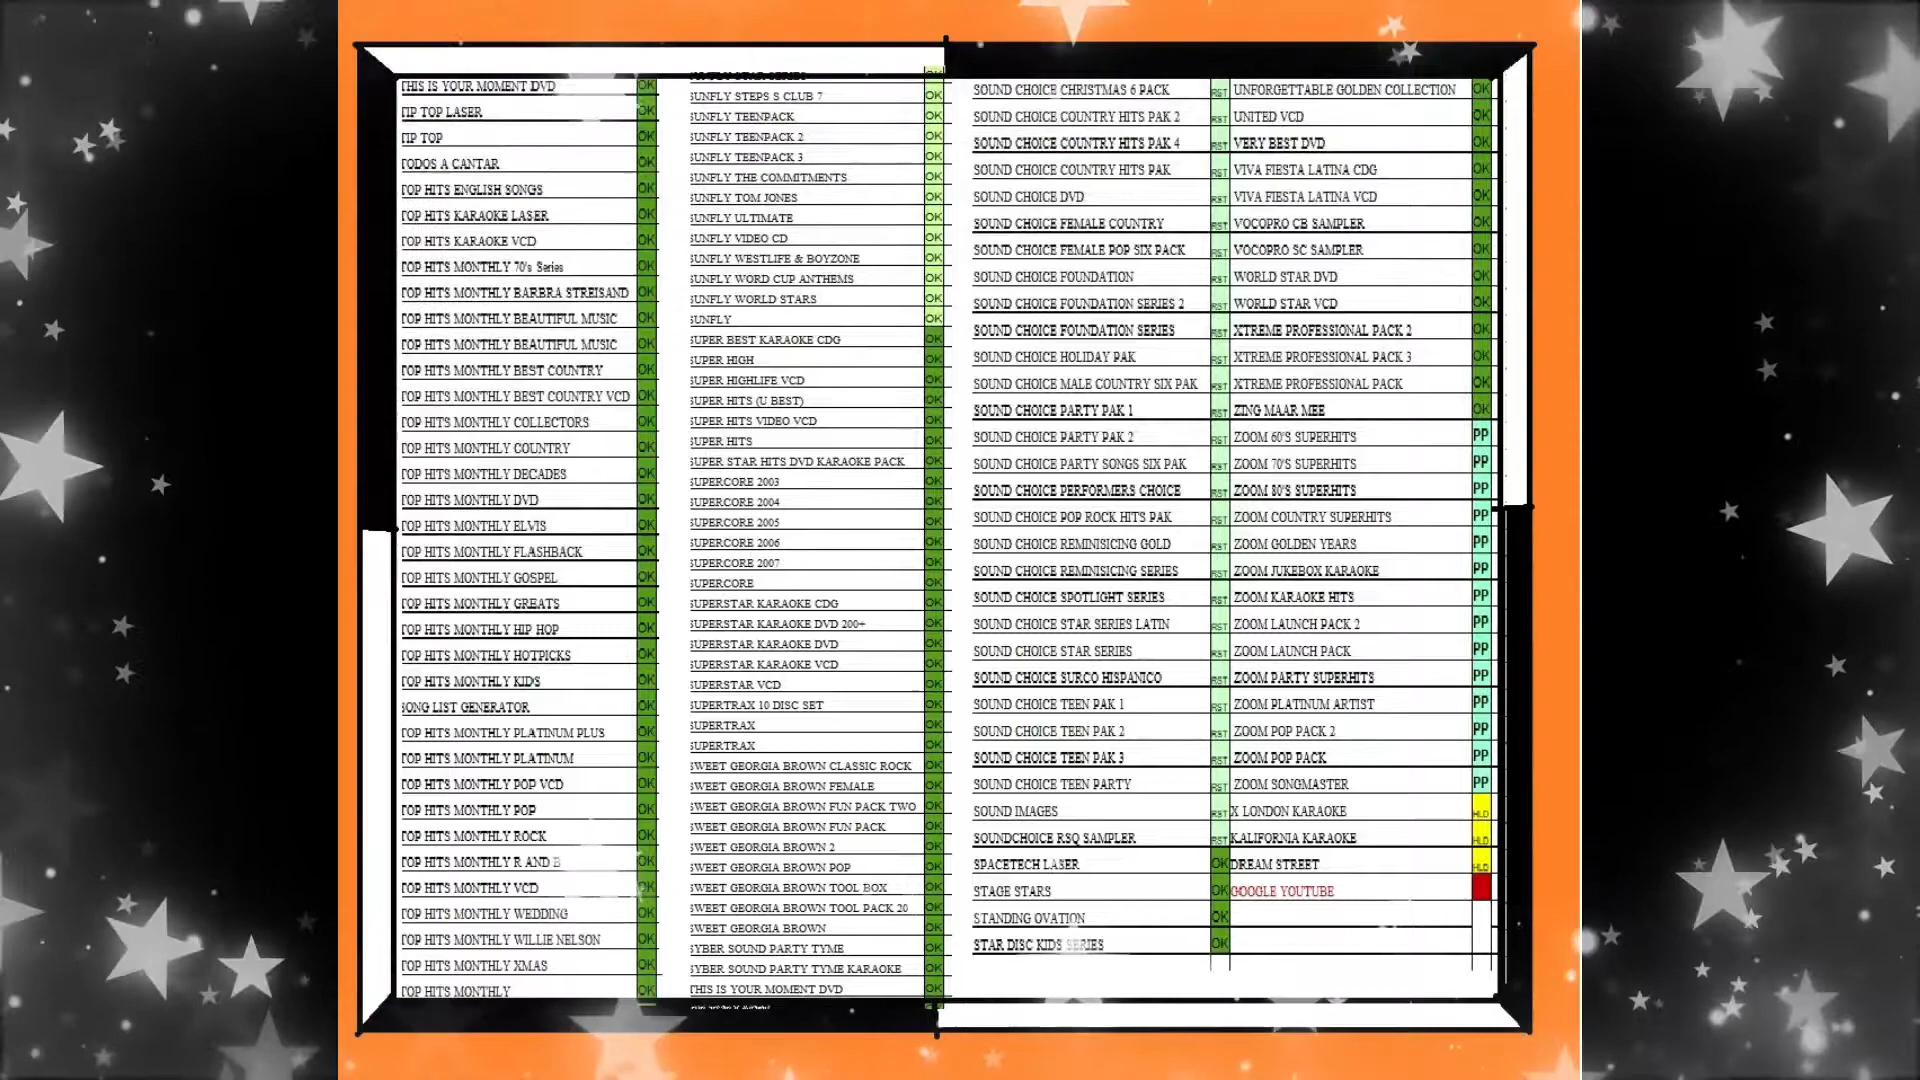 THIS IS YOUR MOMENT DVD OK
TIP TOP LASER OK
TIP TOP OK
TODOS A CANTAR OK
TOP HITS ENGLISH SONGS OK
TOP HITS KARAOKE LASER OK
TOP HITS KARAOKE VCD OK
TOP HITS MONTHLY 70's Series OK
TOP HITS MONTHLY BARBRA STREISAND OK
TOP HITS MONTHLY BEAUTIFUL MUSIC OK
TOP HITS MONTHLY BEAUTIFUL MUSIC OK
TOP HITS MONTHLY BEST COUNTRY OK
TOP HITS MONTHLY BEST COUNTRY VCD OK
TOP HITS MONTHLY COLLECTORS OK
TOP HITS MONTHLY COUNTRY OK
TOP HITS MONTHLY DECADES OK
TOP HITS MONTHLY DVD OK
TOP HITS MONTHLY ELVIS OK
TOP HITS MONTHLY FLASHBACK OK
TOP HITS MONTHLY GOSPEL OK
TOP HITS MONTHLY GREATS OK
TOP HITS MONTHLY HIP HOP OK
TOP HITS MONTHLY HOTPICKS OK
TOP HITS MONTHLY KIDS OK
SONG LIST GENERATOR OK
TOP HITS MONTHLY PLATINUM PLUS OK
TOP HITS MONTHLY PLATINUM OK
TOP HITS MONTHLY POP VCD OK
TOP HITS MONTHLY POP OK
TOP HITS MONTHLY ROCK OK
TOP HITS MONTHLY R AND B OK
TOP HITS MONTHLY VCD OK
TOP HITS MONTHLY WEDDING OK
TOP HITS MONTHLY WILLIE NELSON OK
TOP HITS MONTHLY XMAS OK
TOP HITS MONTHLY OK
SUNFLY STAR SERIES OK
SUNFLY STEPS S CLUB 7 OK
SUNFLY TEENPACK OK
SUNFLY TEENPACK 2 OK
SUNFLY TEENPACK 3 OK
SUNFLY THE COMMITMENTS OK
SUNFLY TOM JONES OK
SUNFLY ULTIMATE OK
SUNFLY VIDEO CD OK
SUNFLY WESTLIFE & BOYZONE OK
SUNFLY WORD CUP ANTHEMS OK
SUNFLY WORLD STARS OK
SUNFLY OK
SUPER BEST KARAOKE CDG OK
SUPER HIGH OK
SUPER HIGHLIFE VCD OK
SUPER HITS (U BEST) OK
SUPER HITS VIDEO VCD OK
SUPER HITS OK
SUPER STAR HITS DVD KARAOKE PACK OK
SUPERCORE 2003 OK
SUPERCORE 2004 OK
SUPERCORE 2005 OK
SUPERCORE 2006 OK
SUPERCORE 2007 OK
SUPERCORE OK
SUPERSTAR KARAOKE CDG OK
SUPERSTAR KARAOKE DVD 200+ OK
SUPERSTAR KARAOKE DVD OK
SUPERSTAR KARAOKE VCD OK
SUPERSTAR VCD OK
SUPERTRAX 10 DISC SET OK
SUPERTRAX OK
SUPERTRAX OK
SWEET GEORGIA BROWN CLASSIC ROCK OK
SWEET GEORGIA BROWN FEMALE OK
SWEET GEORGIA BROWN FUN PACK TWO OK
SWEET GEORGIA BROWN FUN PACK OK
SWEET GEORGIA BROWN 2 OK
SWEET GEORGIA BROWN POP OK
SWEET GEORGIA BROWN TOOL BOX OK
SWEET GEORGIA BROWN TOOL PACK 20 OK
SWEET GEORGIA BROWN OK
SYBER SOUND PARTY TYME OK
SYBER SOUND PARTY TYME KARAOKE OK
THIS IS YOUR MOMENT DVD OK
SOUND CHOICE CHRISTMAS 6 PACK RST
SOUND CHOICE COUNTRY HITS PAK 2 RST
SOUND CHOICE COUNTRY HITS PAK 4 RST
SOUND CHOICE COUNTRY HITS PAK RST
SOUND CHOICE DVD RST
SOUND CHOICE FEMALE COUNTRY RST
SOUND CHOICE FEMALE POP SIX PACK RST
SOUND CHOICE FOUNDATION RST
SOUND CHOICE FOUNDATION SERIES 2 RST
SOUND CHOICE FOUNDATION SERIES RST
SOUND CHOICE HOLIDAY PAK RST
SOUND CHOICE MALE COUNTRY SIX PAK RST
SOUND CHOICE PARTY PAK 1 RST
SOUND CHOICE PARTY PAK 2 RST
SOUND CHOICE PARTY SONGS SIX PAK RST
SOUND CHOICE PERFORMERS CHOICE RST
SOUND CHOICE POP ROCK HITS PAK RST
SOUND CHOICE REMINISICING GOLD RST
SOUND CHOICE REMINISICING SERIES RST
SOUND CHOICE SPOTLIGHT SERIES RST
SOUND CHOICE STAR SERIES LATIN RST
SOUND CHOICE STAR SERIES RST
SOUND CHOICE SURCO HISPANICO RST
SOUND CHOICE TEEN PAK 1 RST
SOUND CHOICE TEEN PAK 2 RST
SOUND CHOICE TEEN PAK 3 RST
SOUND CHOICE TEEN PARTY RST
SOUND IMAGES RST
SOUNDCHOICE RSQ SAMPLER RST
SPACETECH LASER OK
STAGE STARS OK
STANDING OVATION OK
STAR DISC KIDS SERIES OK
UNFORGETTABLE GOLDEN COLLECTION OK
UNITED VCD OK
VERY BEST DVD OK
VIVA FIESTA LATINA CDG OK
VIVA FIESTA LATINA VCD OK
VOCOPRO CB SAMPLER OK
VOCOPRO SC SAMPLER OK
WORLD STAR DVD OK
WORLD STAR VCD OK
XTREME PROFESSIONAL PACK 2 OK
XTREME PROFESSIONAL PACK 3 OK
XTREME PROFESSIONAL PACK OK
ZING MAAR MEE OK
ZOOM 60'S SUPERHITS PP
ZOOM 70'S SUPERHITS PP
ZOOM 80'S SUPERHITS PP
ZOOM COUNTRY SUPERHITS PP
ZOOM GOLDEN YEARS PP
ZOOM JUKEBOX KARAOKE PP
ZOOM KARAOKE HITS PP
ZOOM LAUNCH PACK 2 PP
ZOOM LAUNCH PACK PP
ZOOM PARTY SUPERHITS PP
ZOOM PLATINUM ARTIST PP
ZOOM POP PACK 2 PP
ZOOM POP PACK PP
ZOOM SONGMASTER PP
X LONDON KARAOKE HLD
KALIFORNIA KARAOKE HLD
DREAM STREET HLD
GOOGLE YOUTUBE